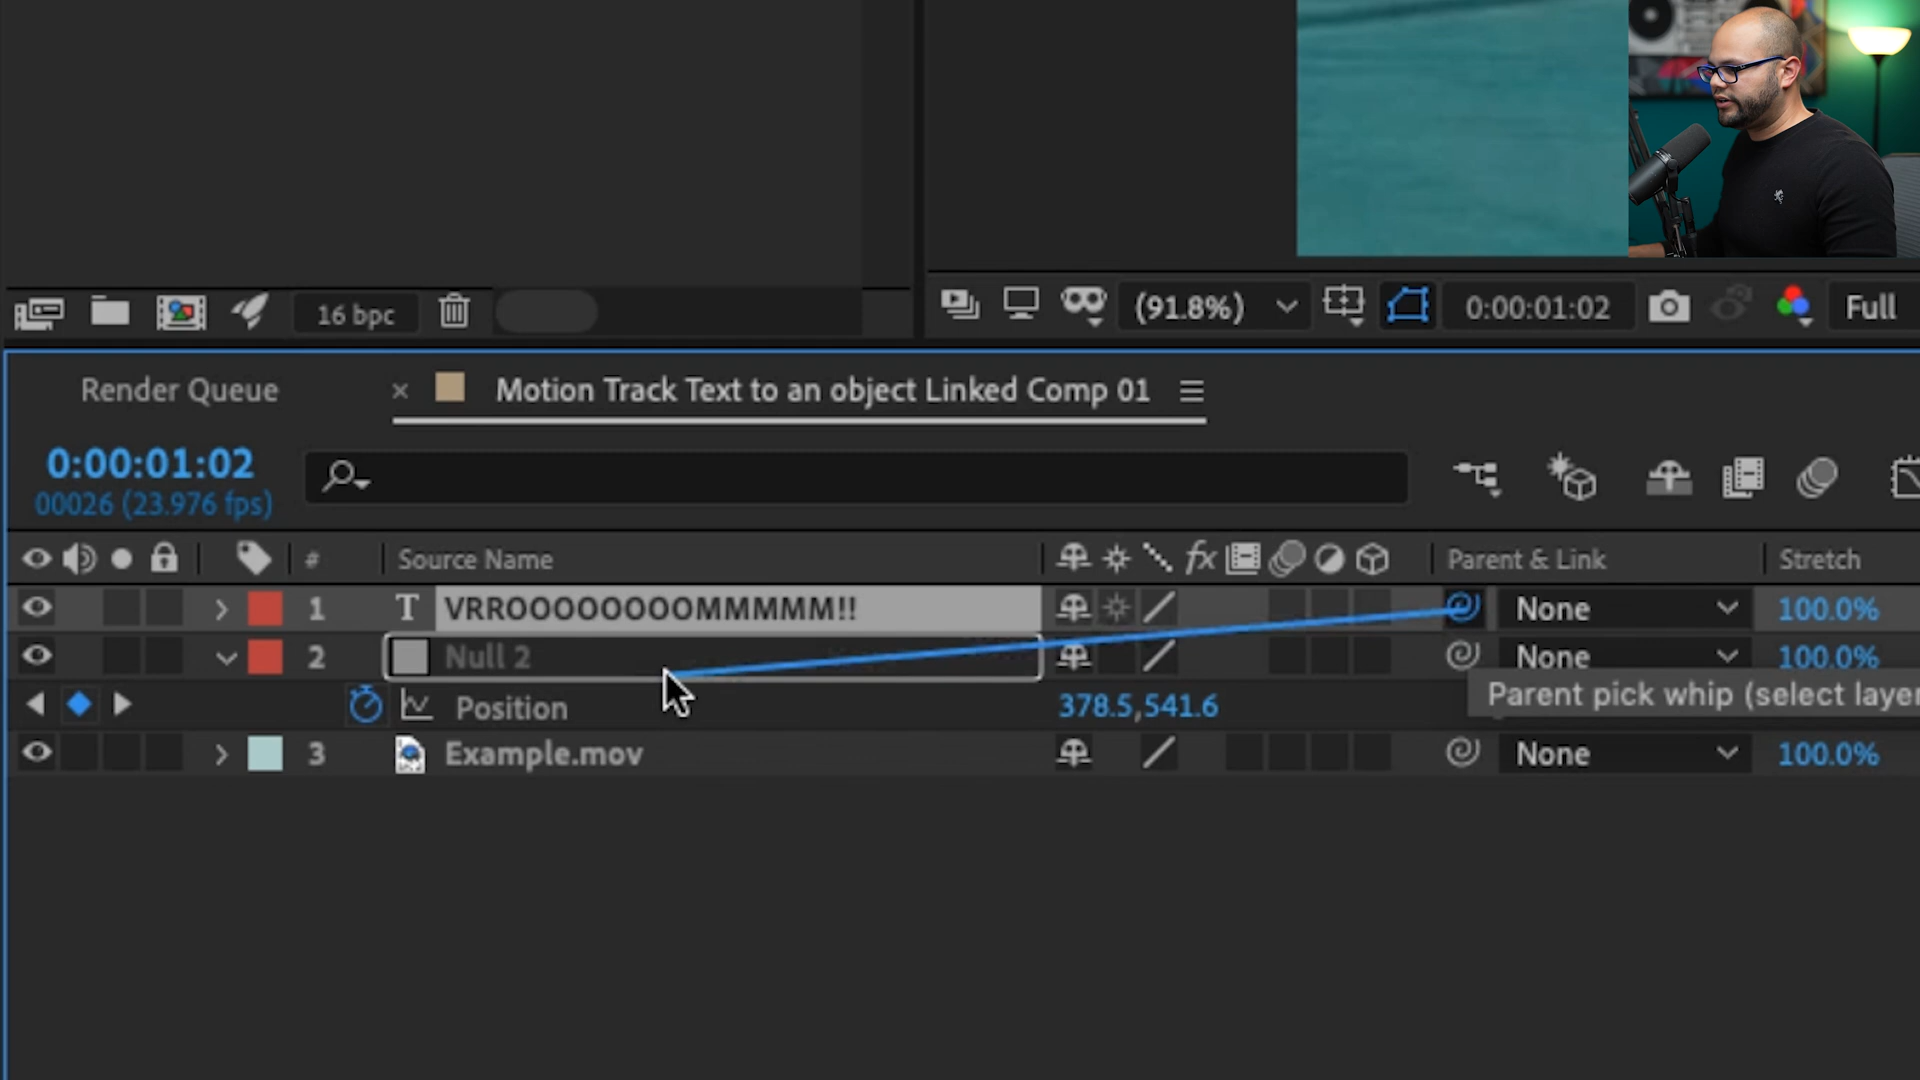 16 bpc
(91.8%)
0:00:01:02
Full
Render Queue
× Motion Track Text to an object Linked Comp 01
0:00:01:02
00026 (23.976 fps)
# Source Name fx Parent & Link Stretch
1 T VRROOOOOOOOMMMMM!! None 100.0%
2 Null 2 None 100.0%
Position 378.5,541.6
Parent pick whip (select layer
3 Example.mov None 100.0%